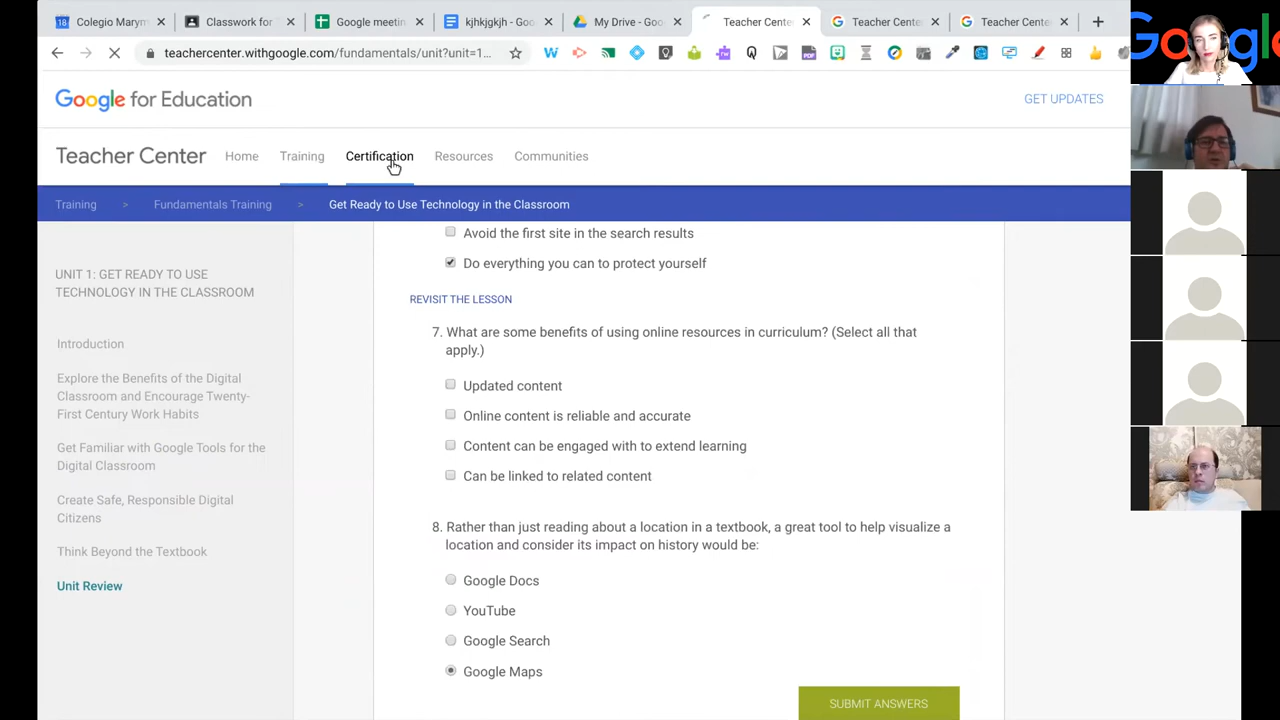 Colegio Marym
Classwork for
Google meetin
kjhkjgkjh - Goo
My Drive - Goo
Teacher Cente
Teacher Cente
Teacher Cente
teachercenter.withgoogle.com/fundamentals/unit?unit=1...
Google for Education
GET UPDATES
Teacher Center
Home
Training
Certification
Resources
Communities
Training > Fundamentals Training > Get Ready to Use Technology in the Classroom
UNIT 1: GET READY TO USE
TECHNOLOGY IN THE CLASSROOM
Introduction
Explore the Benefits of the Digital
Classroom and Encourage Twenty-
First Century Work Habits
Get Familiar with Google Tools for the
Digital Classroom
Create Safe, Responsible Digital
Citizens
Think Beyond the Textbook
Unit Review
Avoid the first site in the search results
Do everything you can to protect yourself
REVISIT THE LESSON
7. What are some benefits of using online resources in curriculum? (Select all that
apply.)
Updated content
Online content is reliable and accurate
Content can be engaged with to extend learning
Can be linked to related content
8. Rather than just reading about a location in a textbook, a great tool to help visualize a
location and consider its impact on history would be:
Google Docs
YouTube
Google Search
Google Maps
SUBMIT ANSWERS